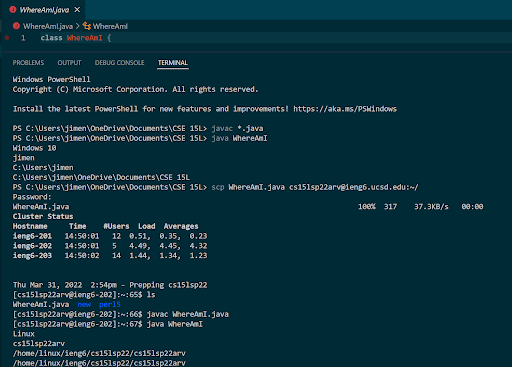 WhereAmI.java ×
WhereAmI.java > WhereAmI
1 class WhereAmI {
PROBLEMS OUTPUT DEBUG CONSOLE TERMINAL
Windows PowerShell
Copyright (C) Microsoft Corporation. All rights reserved.
Install the latest PowerShell for new features and improvements! https://aka.ms/PSWindows
PS C:\Users\jimen\OneDrive\Documents\CSE 15L> javac *.java
PS C:\Users\jimen\OneDrive\Documents\CSE 15L> java WhereAmI
Windows 10
jimen
C:\Users\jimen
C:\Users\jimen\OneDrive\Documents\CSE 15L
PS C:\Users\jimen\OneDrive\Documents\CSE 15L> scp WhereAmI.java cs15lsp22arv@ieng6.ucsd.edu:~/
Password:
WhereAmI.java 100% 317 37.3KB/s 00:00
Cluster Status
Hostname Time #Users Load Averages
ieng6-201 14:50:01 12 0.51, 0.35, 0.23
ieng6-202 14:50:01 5 4.49, 4.45, 4.32
ieng6-203 14:50:02 14 1.44, 1.34, 1.23
Thu Mar 31, 2022 2:54pm - Prepping cs15lsp22
[cs15lsp22arv@ieng6-202]:~:65$ ls
WhereAmI.java new perl5
[cs15lsp22arv@ieng6-202]:~:66$ javac WhereAmI.java
[cs15lsp22arv@ieng6-202]:~:67$ java WhereAmI
Linux
cs15lsp22arv
/home/linux/ieng6/cs15lsp22/cs15lsp22arv
/home/linux/ieng6/cs15lsp22/cs15lsp22arv